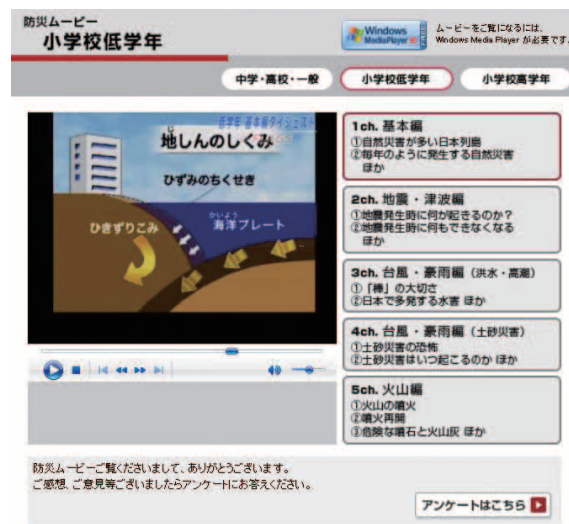 防災ムービー
小学校低学年
Windows
MediaPlayer
ムービーをご覧になるには、
Windows Media Player が必要です。
中学・高校・一般
小学校低学年
小学校高学年
低学年 基本編ダイジェスト
じ
地しんのしくみ
ひずみのちくせき
ひきずりこみ
かいよう
海洋プレート
1ch. 基本編
①自然災害が多い日本列島
②毎年のように発生する自然災害
ほか
2ch. 地震・津波編
①地震発生時に何が起きるのか?
②地震発生時に何もできなくなる
ほか
3ch. 台風・豪雨編(洪水・高潮)
①「棒」の大切さ
②日本で多発する水害 ほか
4ch. 台風・豪雨編(土砂災害)
①土砂災害の恐怖
②土砂災害はいつ起こるのか ほか
5ch. 火山編
①火山の噴火
②噴火再開
③危険な噴石と火山灰 ほか
防災ムービーご覧くださいまして、ありがとうございます。
ご感想、ご意見等ございましたらアンケートにお答えください。
アンケートはこちら